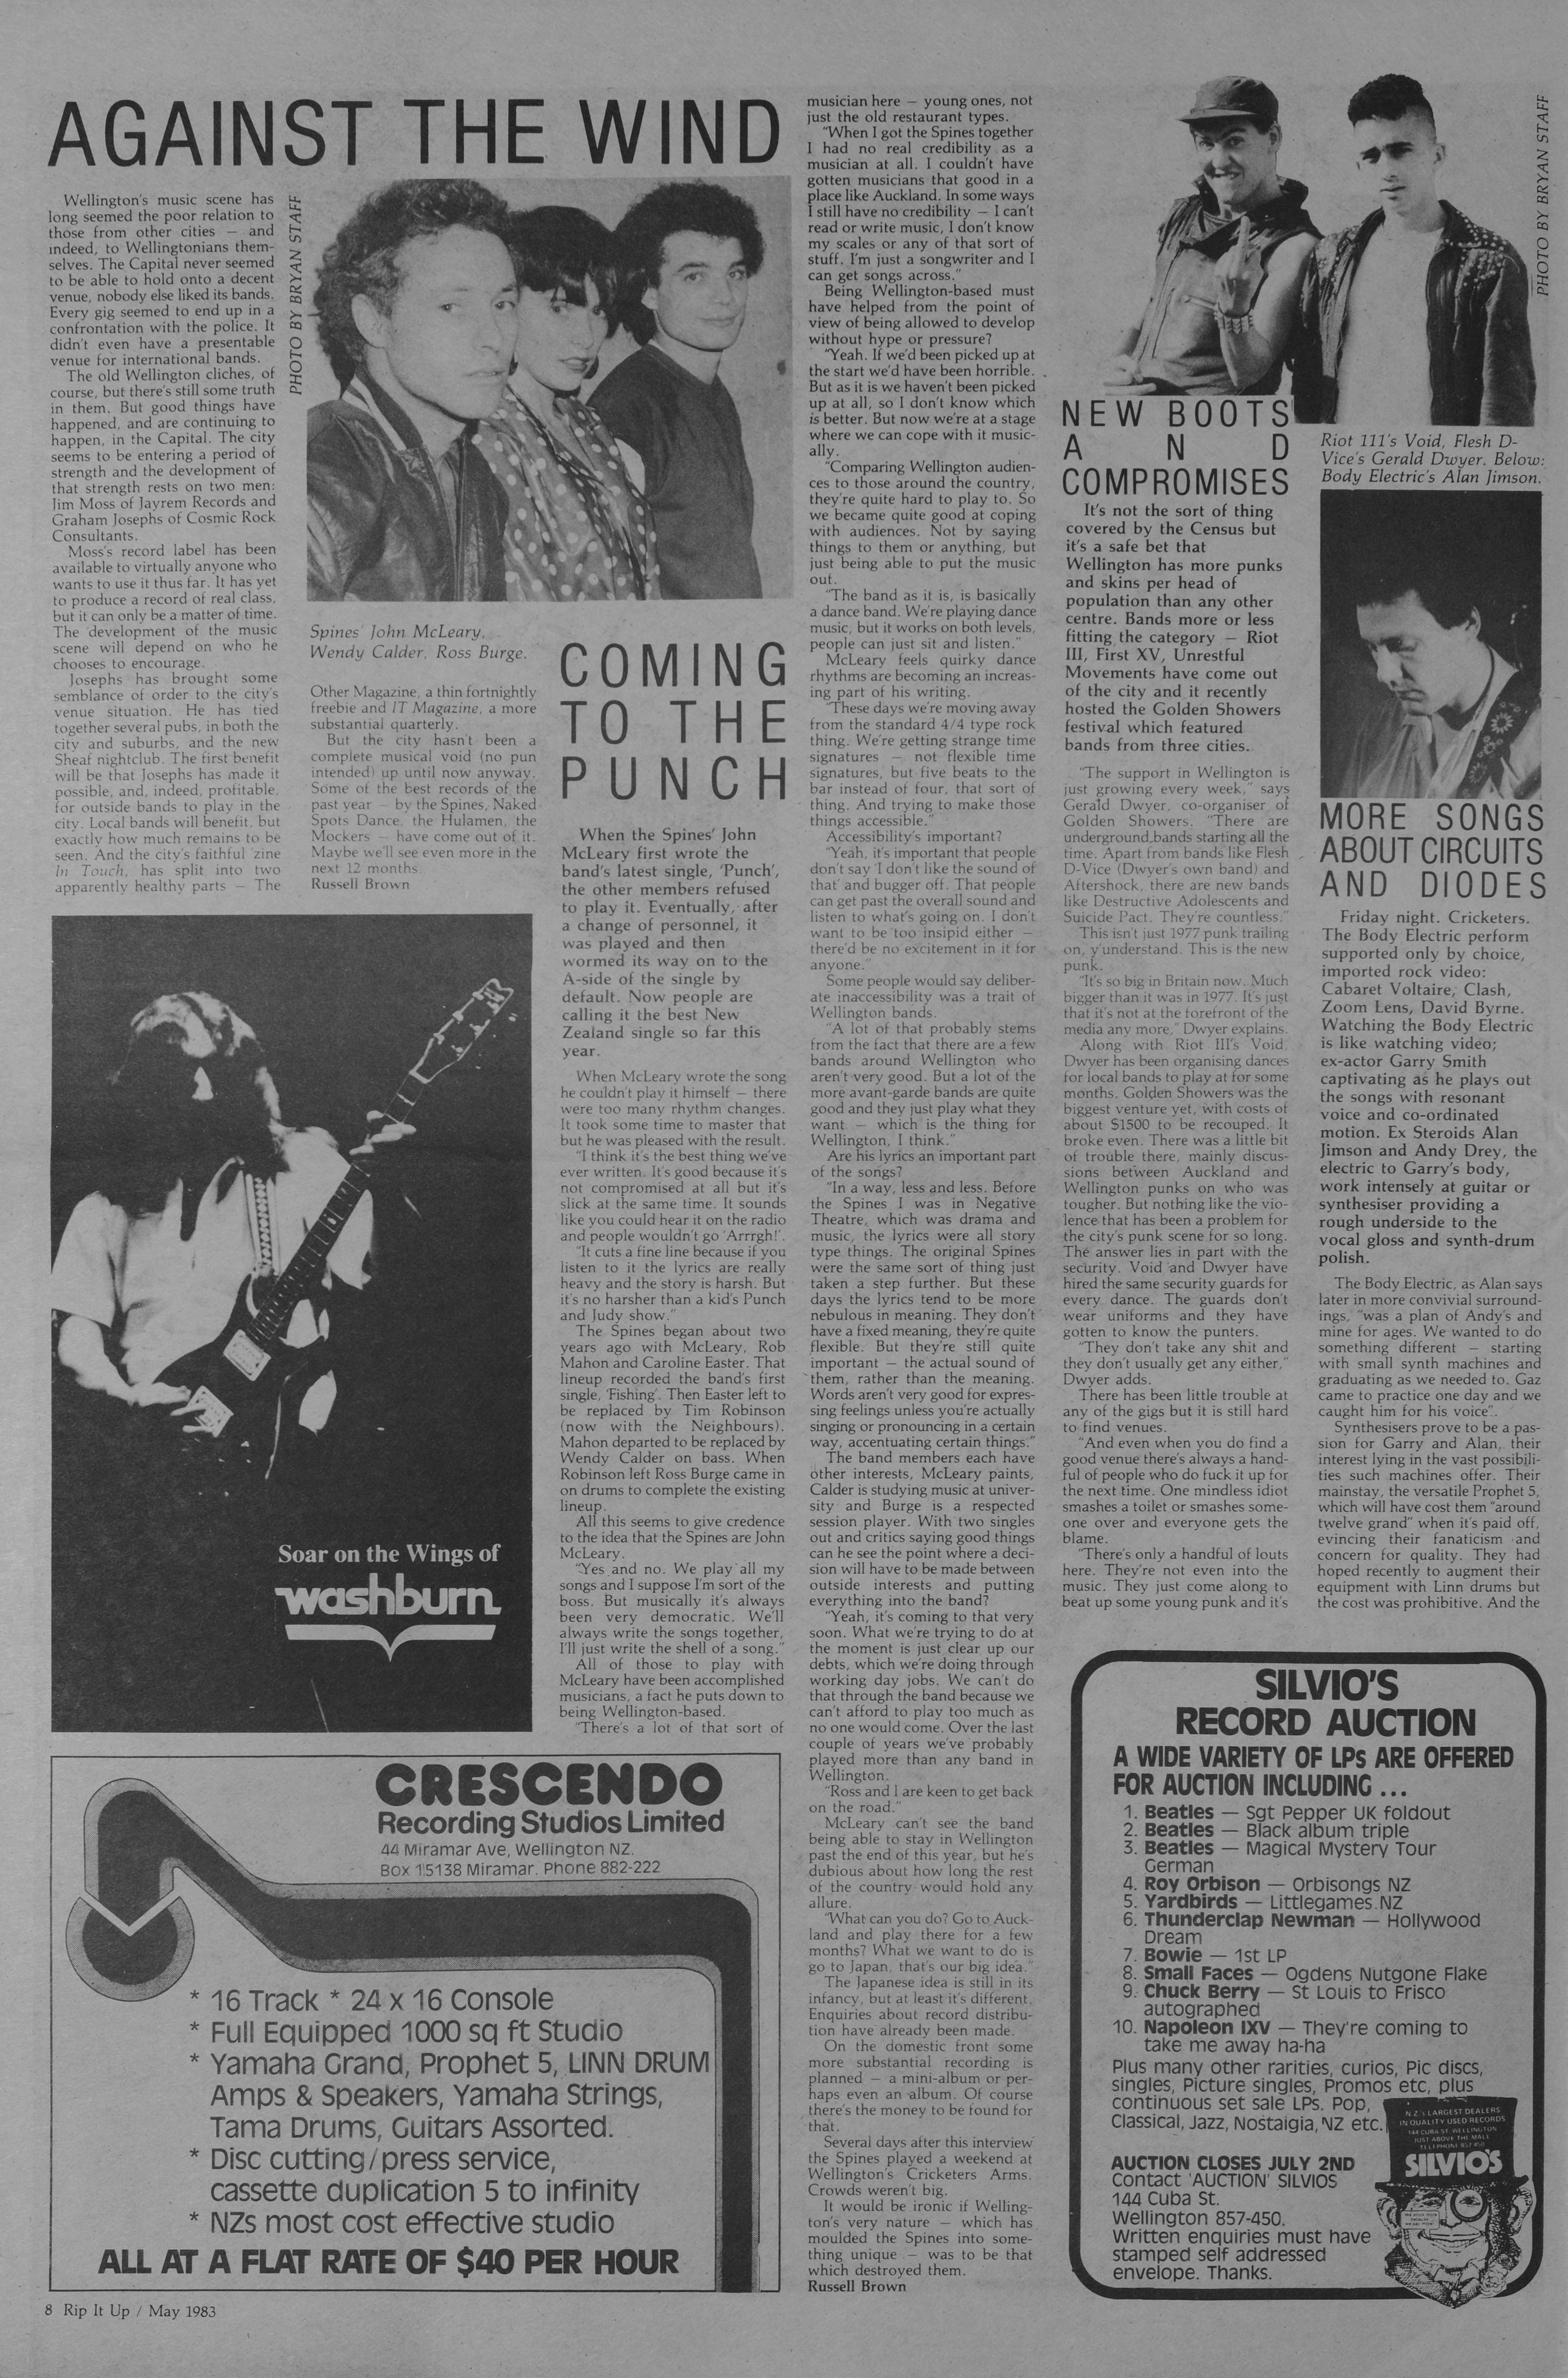 AGAINST THE WIND
Wellington's music scene has
long seemed the poor relation to
those from other cities — and
indeed, to Wellingtonians them-
selves. The Capital never seemed
to be able to hold onto a decent
venue, nobody else liked its bands.
Every gig seemed to end up in a
confrontation with the police. It
didn't even have a presentable
venue for international bands.
The old Wellington cliches, of
course, but there's still some truth
in them. But good things have
happened, and are continuing to
happen, in the Capital. The city
seems to be entering a period of
strength and the development of
that strength rests on two men:
Jim Moss of Jayrem Records and
Graham Josephs of Cosmic Rock
Consultants.
Moss's record label has been
available to virtually anyone who
wants to use it thus far. It has yet
to produce a record of real class,
but it can only be a matter of time.
The development of the music
scene will depend on who he
chooses to encourage.
Josephs has brought some
semblance of order to the city's
venue situation. He has tied
together several pubs, in both the
city and suburbs, and the new
Sheaf nightclub. The first benefit
will be that Josephs has made it
possible, and, indeed, profitable,
for outside bands to play in the
city. Local bands will benefit, but
exactly how much remains to be
seen. And the city's faithful 'zine
In Touch, has split into two
apparently healthy parts — The
PHOTO BY BRYAN STAFF
Spines' John McLeary,
Wendy Calder, Ross Burge.
Other Magazine, a thin fortnightly
freebie and IT Magazine, a more
substantial quarterly.
But the city hasn't been a
complete musical void (no pun
intended) up until now anyway.
Some of the best records of the
past year — by the Spines, Naked
Spots Dance, the Hulamen, the
Mockers — have come out of it.
Maybe we'll see even more in the
next 12 months.
Russell Brown
COMING
TO THE
PUNCH
When the Spines' John
McLeary first wrote the
band's latest single, 'Punch',
the other members refused
to play it. Eventually, after
a change of personnel, it
was played and then
wormed its way on to the
A-side of the single by
default. Now people are
calling it the best New
Zealand single so far this
year.
When McLeary wrote the song
he couldn't play it himself — there
were too many rhythm changes.
It took some time to master that
but he was pleased with the result.
"I think it's the best thing we've
ever written. It's good because it's
not compromised at all but it's
slick at the same time. It sounds
like you could hear it on the radio
and people wouldn't go 'Arrrgh!'.
"It cuts a fine line because if you
listen to it the lyrics are really
heavy and the story is harsh. But
it's no harsher than a kid's Punch
and Judy show."
The Spines began about two
years ago with McLeary, Rob
Mahon and Caroline Easter. That
lineup recorded the band's first
single, 'Fishing'. Then Easter left to
be replaced by Tim Robinson
(now with the Neighbours).
Mahon departed to be replaced by
Wendy Calder on bass. When
Robinson left Ross Burge came in
on drums to complete the existing
lineup.
All this seems to give credence
to the idea that the Spines are John
McLeary.
"Yes and no. We play all my
songs and I suppose I'm sort of the
boss. But musically it's always
been very democratic. We'll
always write the songs together,
I'll just write the shell of a song."
All of those to play with
McLeary have been accomplished
musicians, a fact he puts down to
being Wellington-based.
"There's a lot of that sort of
musician here — young ones, not
just the old restaurant types.
"When I got the Spines together
I had no real credibility as a
musician at all. I couldn't have
gotten musicians that good in a
place like Auckland. In some ways
I still have no credibility — I can't
read or write music, I don't know
my scales or any of that sort of
stuff. I'm just a songwriter and I
can get songs across."
Being Wellington-based must
have helped from the point of
view of being allowed to develop
without hype or pressure?
"Yeah. If we'd been picked up at
the start we'd have been horrible.
But as it is we haven't been picked
up at all, so I don't know which
is better. But now we're at a stage
where we can cope with it music-
ally.
"Comparing Wellington audien-
ces to those around the country,
they're quite hard to play to. So
we became quite good at coping
with audiences. Not by saying
things to them or anything, but
just being able to put the music
out.
"The band as it is, is basically
a dance band. We're playing dance
music, but it works on both levels,
people can just sit and listen."
McLeary feels quirky dance
rhythms are becoming an increas-
ing part of his writing.
"These days we're moving away
from the standard 4/4 type rock
thing. We're getting strange time
signatures — not flexible time
signatures, but five beats to the
bar instead of four, that sort of
thing. And trying to make those
things accessible."
Accessibility's important?
"Yeah, it's important that people
don't say 'I don't like the sound of
that' and bugger off. That people
can get past the overall sound and
listen to what's going on. I don't
want to be too insipid either —
there'd be no excitement in it for
anyone."
Some people would say deliber-
ate inaccessibility was a trait of
Wellington bands.
"A lot of that probably stems
from the fact that there are a few
bands around Wellington who
aren't very good. But a lot of the
more avant-garde bands are quite
good and they just play what they
want — which is the thing for
Wellington, I think."
Are his lyrics an important part
of the songs?
"In a way, less and less. Before
the Spines I was in Negative
Theatre, which was drama and
music, the lyrics were all story
type things. The original Spines
were the same sort of thing just
taken a step further. But these
days the lyrics tend to be more
nebulous in meaning. They don't
have a fixed meaning, they're quite
flexible. But they're still quite
important — the actual sound of
them, rather than the meaning.
Words aren't very good for expres-
sing feelings unless you're actually
singing or pronouncing in a certain
way, accentuating certain things."
The band members each have
other interests, McLeary paints,
Calder is studying music at univer-
sity and Burge is a respected
session player. With two singles
out and critics saying good things
can he see the point where a deci-
sion will have to be made between
outside interests and putting
everything into the band?
"Yeah, it's coming to that very
soon. What we're trying to do at
the moment is just clear up our
debts, which we're doing through
working day jobs. We can't do
that through the band because we
can't afford to play too much as
no one would come. Over the last
couple of years we've probably
played more than any band in
Wellington.
"Ross and I are keen to get back
on the road."
McLeary can't see the band
being able to stay in Wellington
past the end of this year, but he's
dubious about how long the rest
of the country would hold any
allure.
"What can you do? Go to Auck-
land and play there for a few
months? What we want to do is
go to Japan, that's our big idea."
The Japanese idea is still in its
infancy, but at least it's different.
Enquiries about record distribu-
tion have already been made.
On the domestic front some
more substantial recording is
planned — a mini-album or per-
haps even an album. Of course
there's the money to be found for
that.
Several days after this interview
the Spines played a weekend at
Wellington's Cricketers Arms.
Crowds weren't big.
It would be ironic if Welling-
ton's very nature — which has
moulded the Spines into some-
thing unique — was to be that
which destroyed them.
Russell Brown
PHOTO BY BRYAN STAFF
NEW BOOTS
AND
COMPROMISES
It's not the sort of thing
covered by the Census but
it's a safe bet that
Wellington has more punks
and skins per head of
population than any other
centre. Bands more or less
fitting the category — Riot
III, First XV, Unrestful
Movements have come out
of the city and it recently
hosted the Golden Showers
festival which featured
bands from three cities.
"The support in Wellington is
just growing every week," says
Gerald Dwyer, co-organiser of
Golden Showers. "There are
underground bands starting all the
time. Apart from bands like Flesh
D-Vice (Dwyer's own band) and
Aftershock, there are new bands
like Destructive Adolescents and
Suicide Pact. They're countless."
This isn't just 1977 punk trailing
on, y'understand. This is the new
punk.
"It's so big in Britain now. Much
bigger than it was in 1977. It's just
that it's not at the forefront of the
media any more," Dwyer explains.
Along with Riot III's Void,
Dwyer has been organising dances
for local bands to play at for some
months. Golden Showers was the
biggest venture yet, with costs of
about $1500 to be recouped. It
broke even. There was a little bit
of trouble there, mainly discus-
sions between Auckland and
Wellington punks on who was
tougher. But nothing like the vio-
lence that has been a problem for
the city's punk scene for so long.
The answer lies in part with the
security. Void and Dwyer have
hired the same security guards for
every dance. The guards don't
wear uniforms and they have
gotten to know the punters.
"They don't take any shit and
they don't usually get any either,"
Dwyer adds.
There has been little trouble at
any of the gigs but it is still hard
to find venues.
"And even when you do find a
good venue there's always a hand-
ful of people who do fuck it up for
the next time. One mindless idiot
smashes a toilet or smashes some-
one over and everyone gets the
blame.
"There's only a handful of louts
here. They're not even into the
music. They just come along to
beat up some young punk and it's
Riot 111's Void, Flesh D-
Vice's Gerald Dwyer, Below:
Body Electric's Alan Jimson.
MORE SONGS
ABOUT CIRCUITS
AND DIODES
Friday night. Cricketers.
The Body Electric perform
supported only by choice,
imported rock video:
Cabaret Voltaire, Clash,
Zoom Lens, David Byrne.
Watching the Body Electric
is like watching video;
ex-actor Garry Smith
captivating as he plays out
the songs with resonant
voice and co-ordinated
motion. Ex Steroids Alan
Jimson and Andy Drey, the
electric to Garry's body,
work intensely at guitar or
synthesiser providing a
rough underside to the
vocal gloss and synth-drum
polish.
The Body Electric, as Alan says
later in more convivial surround-
ings, "was a plan of Andy's and
mine for ages. We wanted to do
something different — starting
with small synth machines and
graduating as we needed to. Gaz
came to practice one day and we
caught him for his voice".
Synthesisers prove to be a pas-
sion for Garry and Alan, their
interest lying in the vast possibili-
ties such machines offer. Their
mainstay, the versatile Prophet 5,
which will have cost them "around
twelve grand" when it's paid off,
evincing their fanaticism and
concern for quality. They had
hoped recently to augment their
equipment with Linn drums but
the cost was prohibitive. And the
Soar on the Wings of
washburn
CRESCENDO
Recording Studios Limited
44 Miramar Ave, Wellington NZ.
Box 15138 Miramar. Phone 882-222
* 16 Track * 24 x 16 Console
* Full Equipped 1000 sq ft Studio
* Yamaha Grand, Prophet 5, LINN DRUM
Amps & Speakers, Yamaha Strings,
Tama Drums, Guitars Assorted.
* Disc cutting/press service,
cassette duplication 5 to infinity
* NZs most cost effective studio
ALL AT A FLAT RATE OF $40 PER HOUR
SILVIO'S
RECORD AUCTION
A WIDE VARIETY OF LPs ARE OFFERED
FOR AUCTION INCLUDING ...
1. Beatles — Sgt Pepper UK foldout
2. Beatles — Black album triple
3. Beatles — Magical Mystery Tour
German
4. Roy Orbison — Orbisongs NZ
5. Yardbirds — Littlegames NZ
6. Thunderclap Newman — Hollywood
Dream
7. Bowie — 1st LP
8. Small Faces — Ogdens Nutgone Flake
9. Chuck Berry — St Louis to Frisco
autographed
10. Napoleon IXV — They're coming to
take me away ha-ha
Plus many other rarities, curios, Pic discs,
singles, Picture singles, Promos etc, plus
continuous set sale LPs. Pop,
Classical, Jazz, Nostalgia, NZ etc.
AUCTION CLOSES JULY 2ND
Contact 'AUCTION' SILVIOS
144 Cuba St.
Wellington 857-450.
Written enquiries must have
stamped self addressed
envelope. Thanks.
N.Z.'s LARGEST DEALERS
IN QUALITY USED RECORDS
144 CUBA ST. WELLINGTON
JUST ABOVE THE MALL
TELEPHONE 857-450
SILVIO'S
8 Rip It Up / May 1983